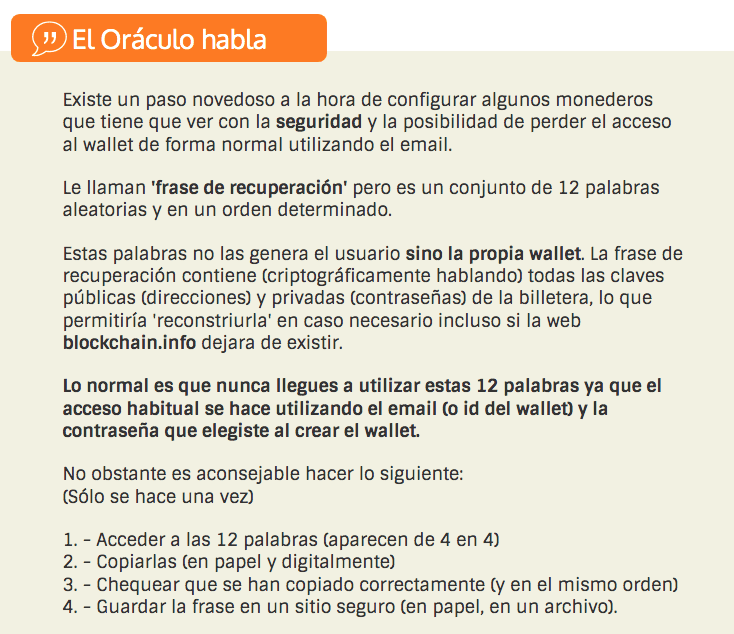 El Oráculo habla
Existe un paso novedoso a la hora de configurar algunos monederos
que tiene que ver con la seguridad y la posibilidad de perder el acceso
al wallet de forma normal utilizando el email.
Le llaman 'frase de recuperación' pero es un conjunto de 12 palabras
aleatorias y en un orden determinado.
Estas palabras no las genera el usuario sino la propia wallet. La frase de
recuperación contiene (criptográficamente hablando) todas las claves
públicas (direcciones) y privadas (contraseñas) de la billetera, lo que
permitiría 'reconstriurla' en caso necesario incluso si la web
blockchain.info dejara de existir.
Lo normal es que nunca llegues a utilizar estas 12 palabras ya que el
acceso habitual se hace utilizando el email (o id del wallet) y la
contraseña que elegiste al crear el wallet.
No obstante es aconsejable hacer lo siguiente:
(Sólo se hace una vez)
1. - Acceder a las 12 palabras (aparecen de 4 en 4)
2. - Copiarlas (en papel y digitalmente)
3. - Chequear que se han copiado correctamente (y en el mismo orden)
4. - Guardar la frase en un sitio seguro (en papel, en un archivo).